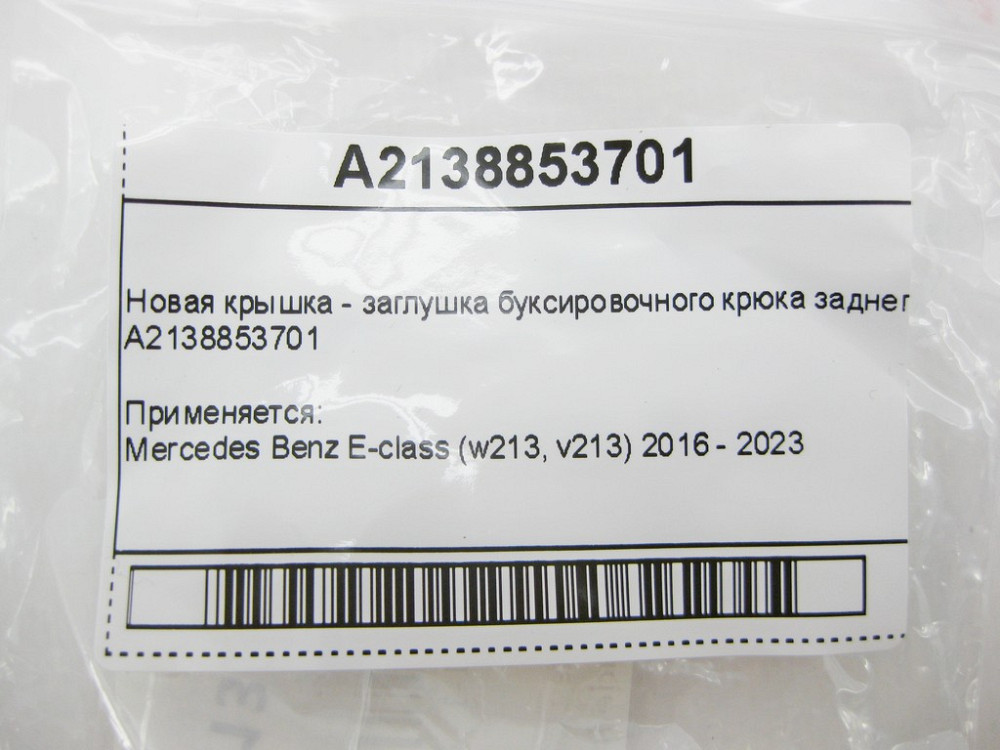 A2138853701
Новая крышка - заглушка буксировочного крюка заднег
A2138853701
Применяется:
Mercedes Benz E-class (w213, v213) 2016 - 2023